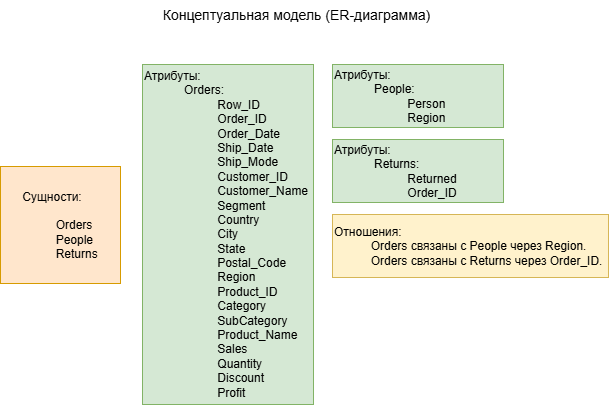 Концептуальная модель (ER-диаграмма)
Сущности:
Orders
People
Returns
Атрибуты:
Orders:
Row_ID
Order_ID
Order_Date
Ship_Date
Ship_Mode
Customer_ID
Customer_Name
Segment
Country
City
State
Postal_Code
Region
Product_ID
Category
SubCategory
Product_Name
Sales
Quantity
Discount
Profit
Атрибуты:
People:
Person
Region
Атрибуты:
Returns:
Returned
Order_ID
Отношения:
Orders связаны с People через Region.
Orders связаны с Returns через Order_ID.